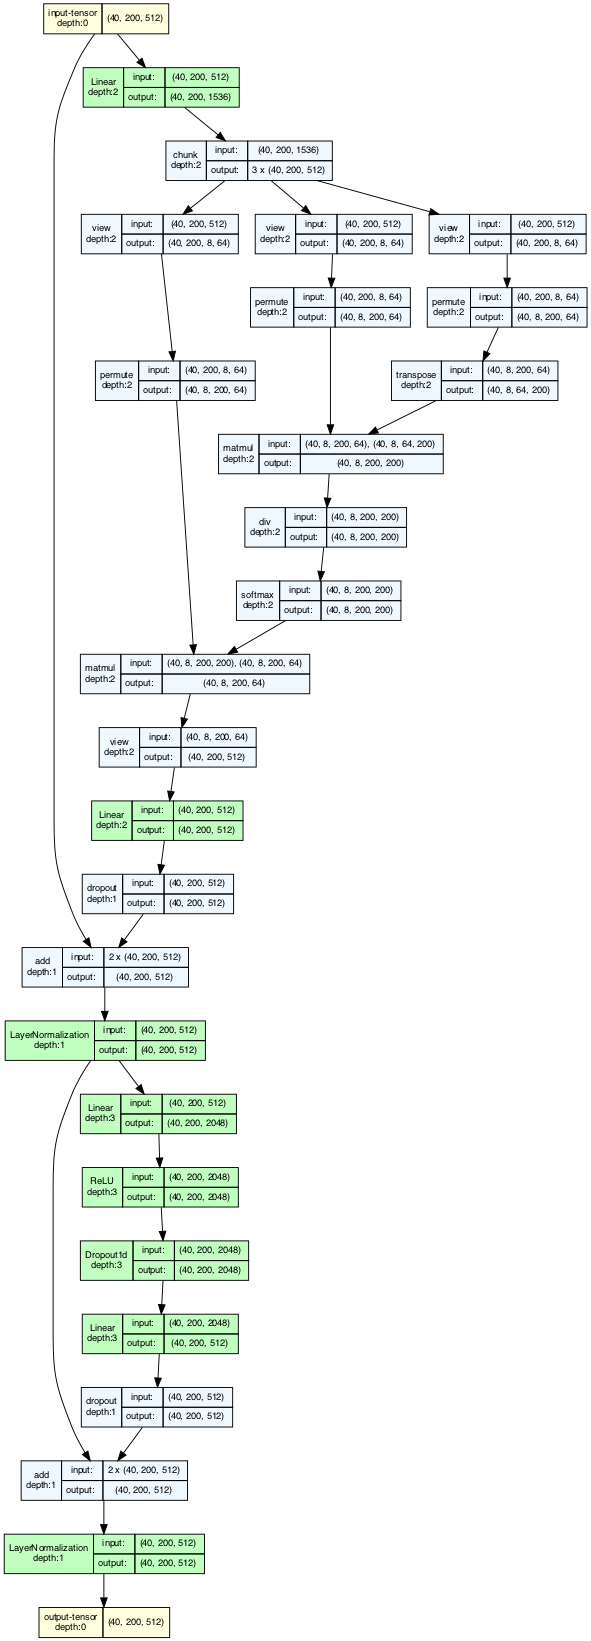 input-tensor
depth:0
(40, 200, 512)
Linear
depth:2
input:
(40, 200, 512)
output:
(40, 200, 1536)
chunk
depth:2
input:
(40, 200, 1536)
output:
3 x (40, 200, 512)
view
depth:2
input:
(40, 200, 512)
output:
(40, 200, 8, 64)
view
depth:2
input:
(40, 200, 512)
output:
(40, 200, 8, 64)
view
depth:2
input:
(40, 200, 512)
output:
(40, 200, 8, 64)
permute
depth:2
input:
(40, 200, 8, 64)
output:
(40, 8, 200, 64)
permute
depth:2
input:
(40, 200, 8, 64)
output:
(40, 8, 200, 64)
permute
depth:2
input:
(40, 200, 8, 64)
output:
(40, 8, 200, 64)
transpose
depth:2
input:
(40, 8, 200, 64)
output:
(40, 8, 64, 200)
matmul
depth:2
input:
(40, 8, 200, 64), (40, 8, 64, 200)
output:
(40, 8, 200, 200)
div
depth:2
input:
(40, 8, 200, 200)
output:
(40, 8, 200, 200)
softmax
depth:2
input:
(40, 8, 200, 200)
output:
(40, 8, 200, 200)
matmul
depth:2
input:
(40, 8, 200, 200), (40, 8, 200, 64)
output:
(40, 8, 200, 64)
view
depth:2
input:
(40, 8, 200, 64)
output:
(40, 200, 512)
Linear
depth:2
input:
(40, 200, 512)
output:
(40, 200, 512)
dropout
depth:1
input:
(40, 200, 512)
output:
(40, 200, 512)
add
depth:1
input:
2 x (40, 200, 512)
output:
(40, 200, 512)
LayerNormalization
depth:1
input:
(40, 200, 512)
output:
(40, 200, 512)
Linear
depth:3
input:
(40, 200, 512)
output:
(40, 200, 2048)
ReLU
depth:3
input:
(40, 200, 2048)
output:
(40, 200, 2048)
Dropout1d
depth:3
input:
(40, 200, 2048)
output:
(40, 200, 2048)
Linear
depth:3
input:
(40, 200, 2048)
output:
(40, 200, 512)
dropout
depth:1
input:
(40, 200, 512)
output:
(40, 200, 512)
add
depth:1
input:
2 x (40, 200, 512)
output:
(40, 200, 512)
LayerNormalization
depth:1
input:
(40, 200, 512)
output:
(40, 200, 512)
output-tensor
depth:0
(40, 200, 512)